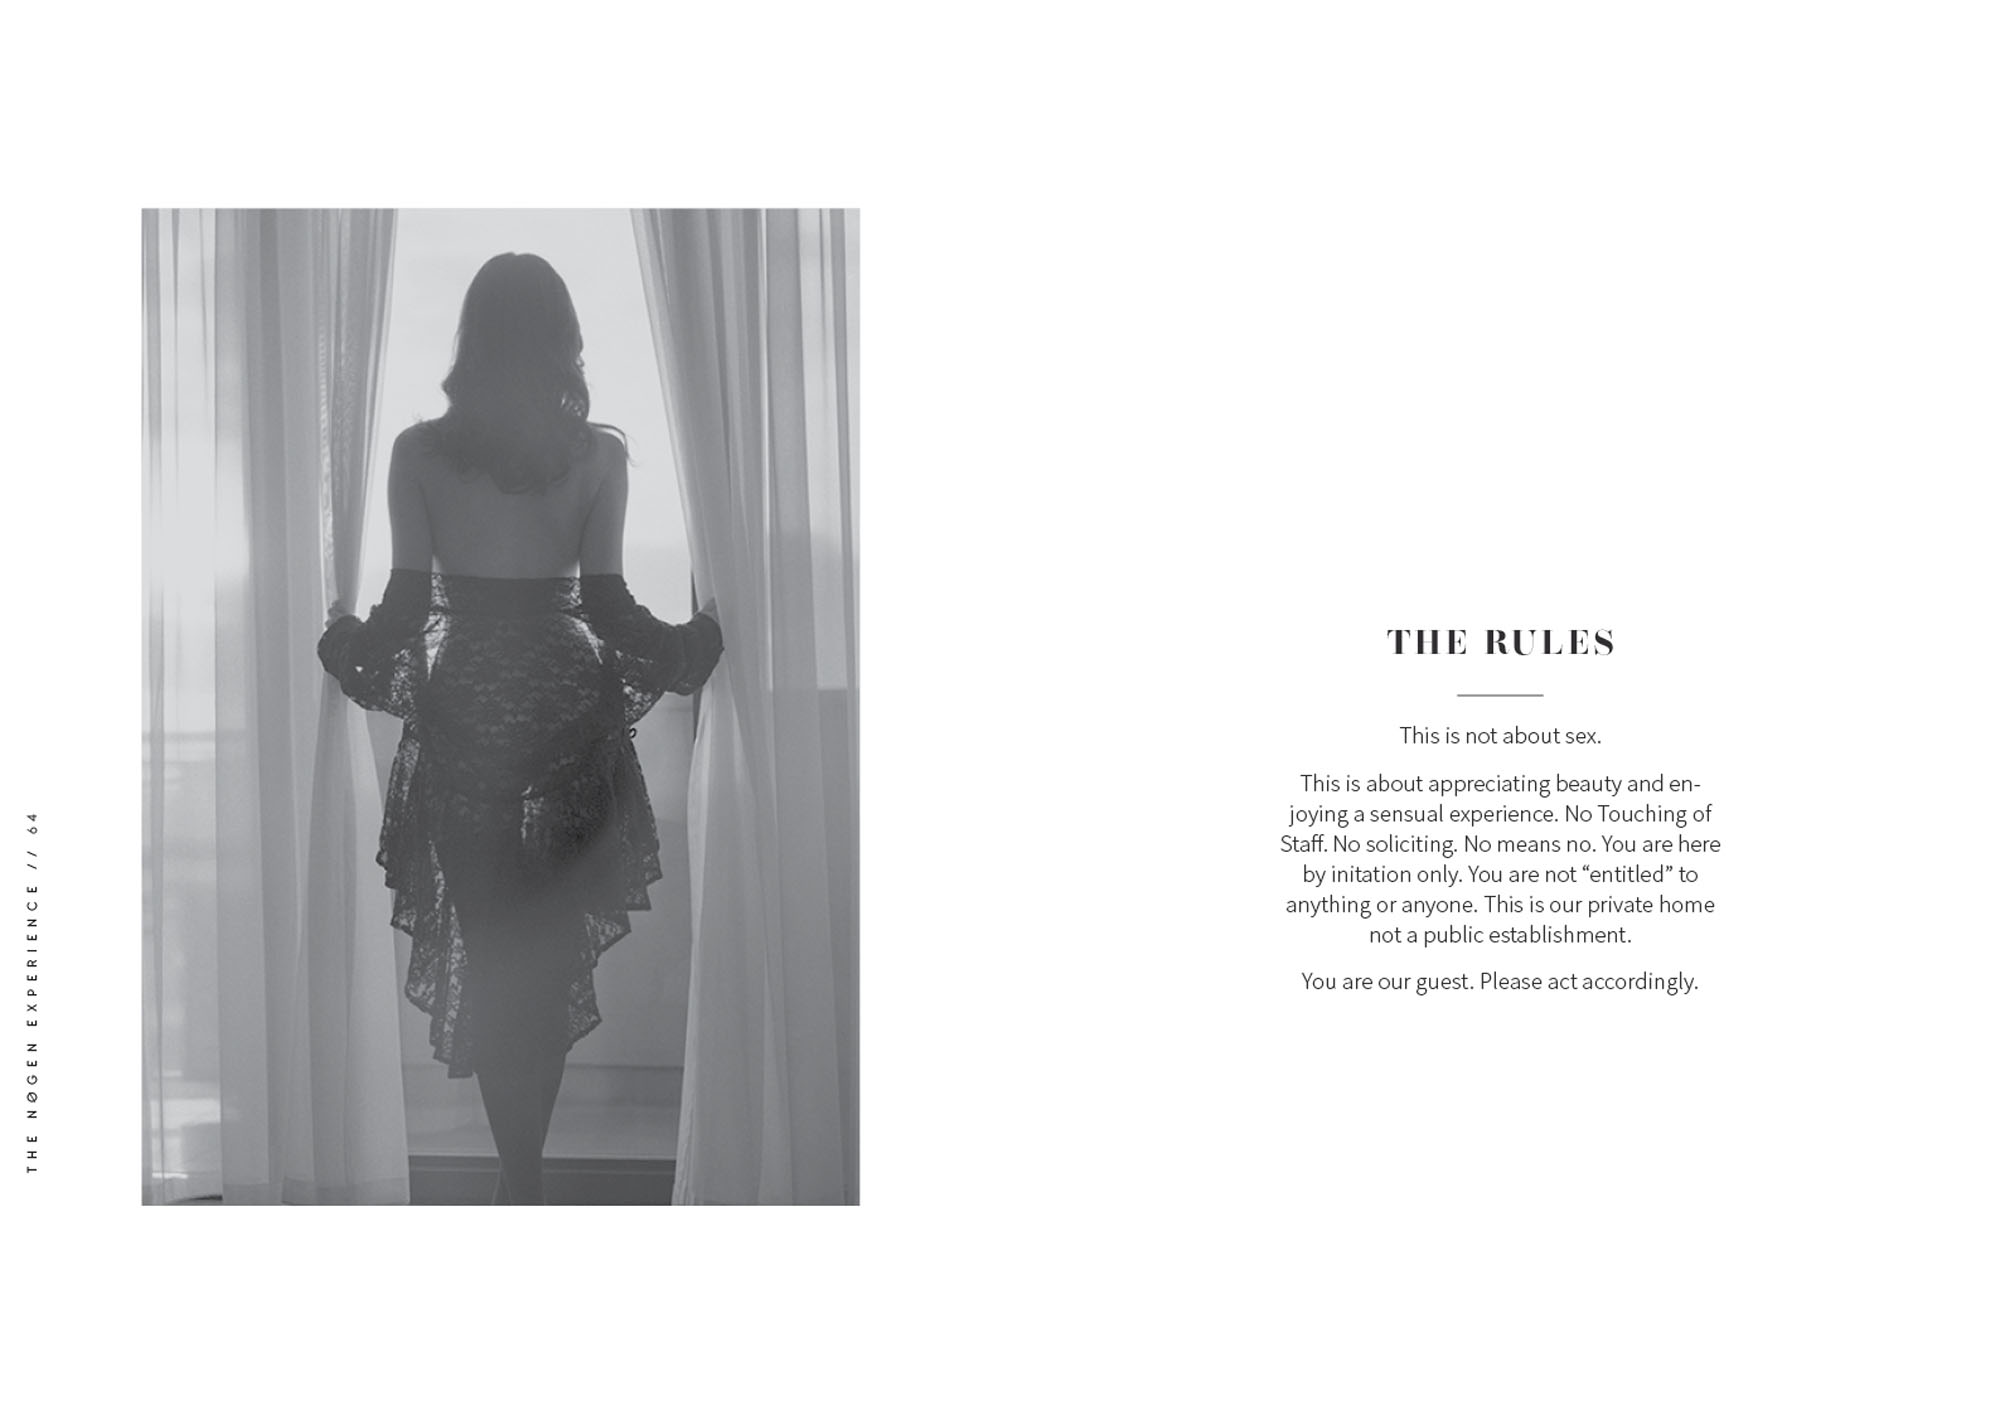 THE NØGEN EXPERIENCE // 64
THE RULES
This is not about sex.
This is about appreciating beauty and en-
joying a sensual experience. No Touching of
Staff. No soliciting. No means no. You are here
by initation only. You are not “entitled” to
anything or anyone. This is our private home
not a public establishment.
You are our guest. Please act accordingly.